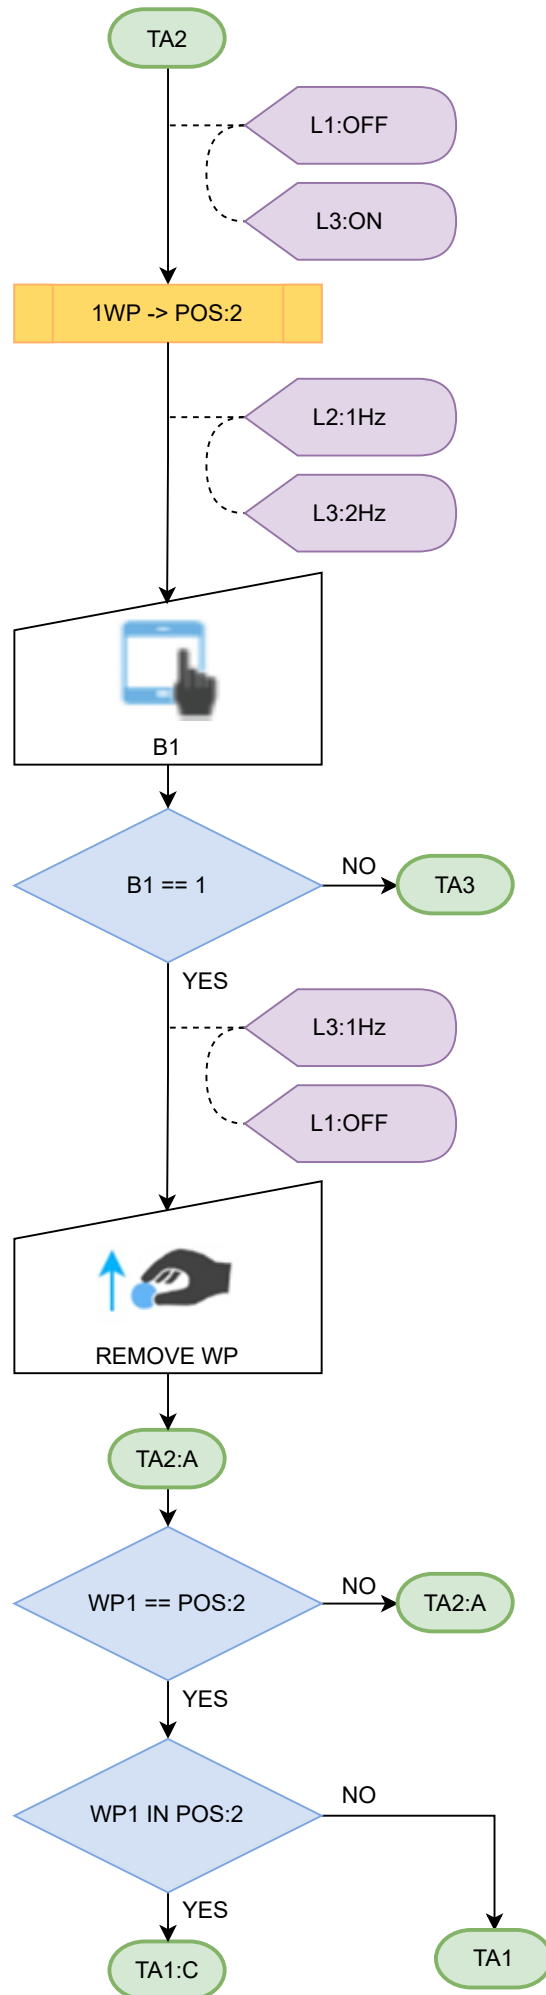 TA2
L1:OFF
L3:ON
1WP -> POS:2
L2:1Hz
L3:2Hz
B1
B1 == 1
NO
TA3
YES
L3:1Hz
L1:OFF
REMOVE WP
TA2:A
WP1 == POS:2
NO
TA2:A
YES
WP1 IN POS:2
NO
YES
TA1:C
TA1